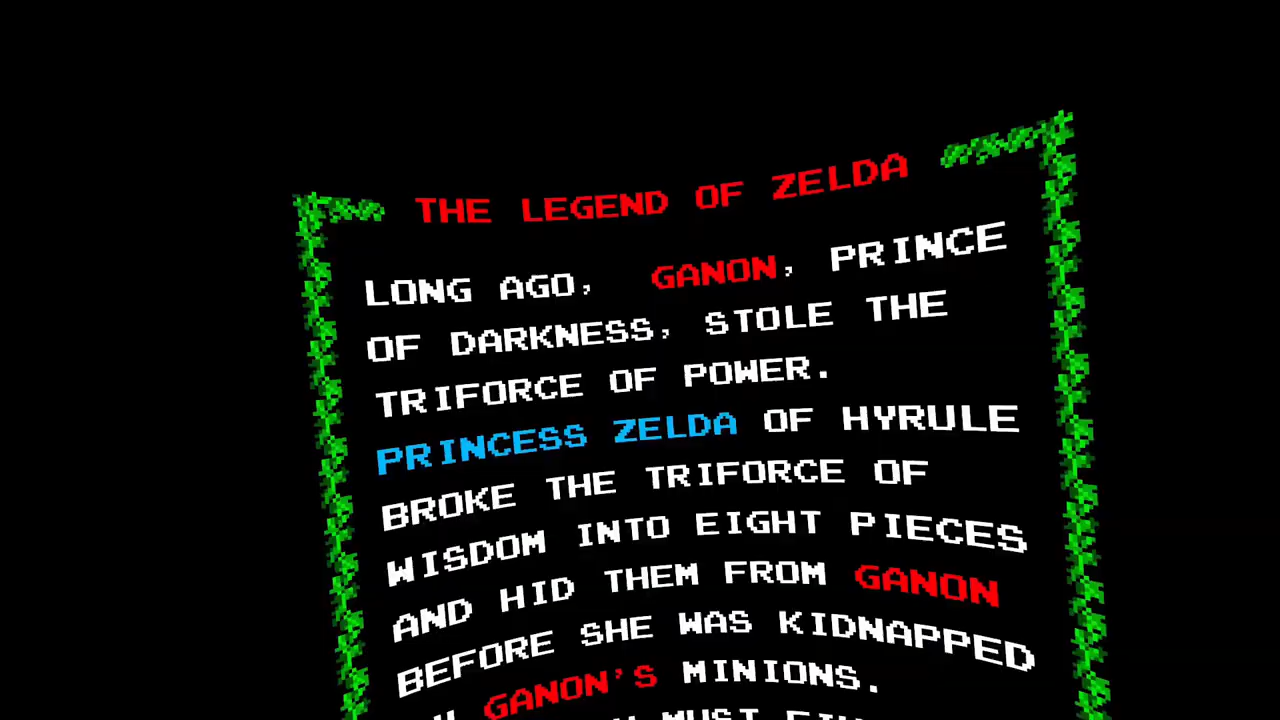 THE LEGEND OF ZELDA
LONG AGO, GANON, PRINCE
OF DARKNESS, STOLE THE
TRIFORCE OF POWER.
PRINCESS ZELDA OF HYRULE
BROKE THE TRIFORCE OF
WISDOM INTO EIGHT PIECES
AND HID THEM FROM GANON
BEFORE SHE WAS KIDNAPPED
GANON'S MINIONS.
MUST